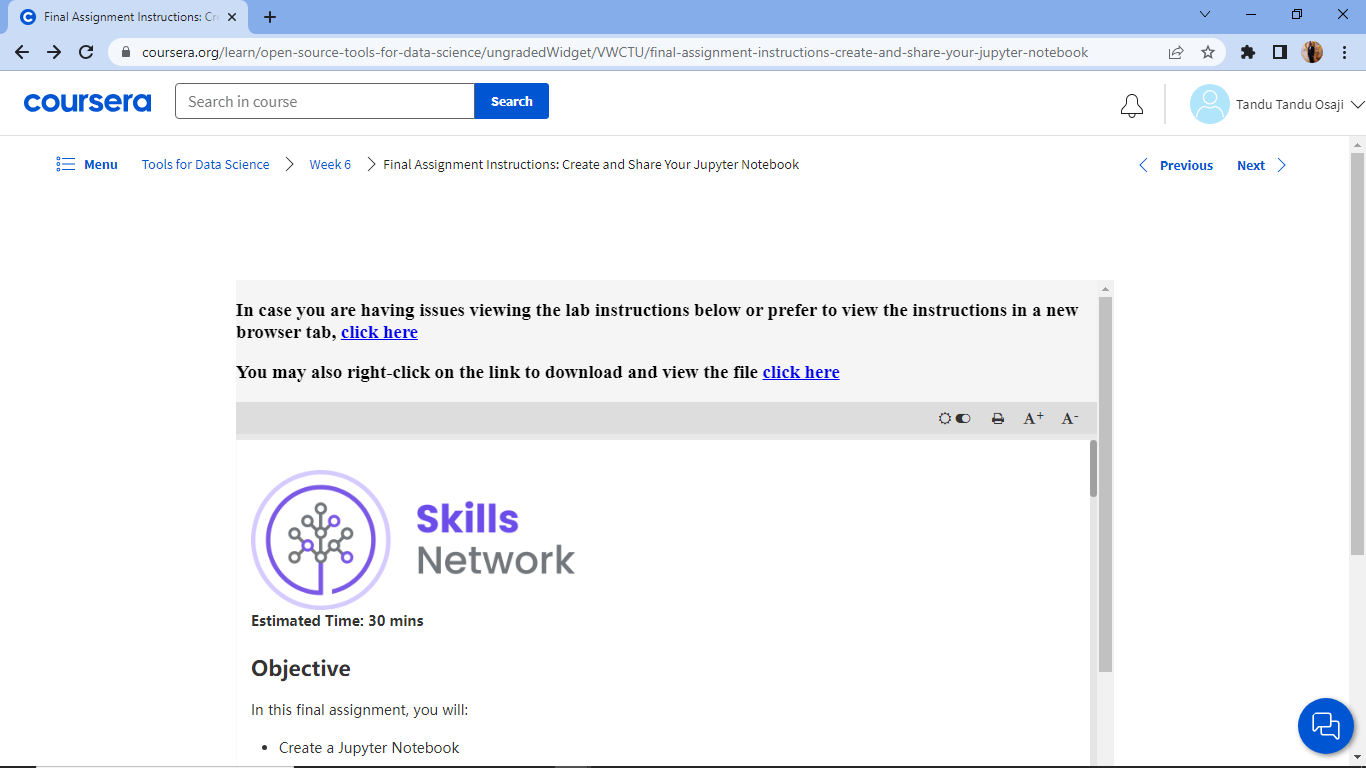 Final Assignment Instructions: Cr
coursera.org/learn/open-source-tools-for-data-science/ungradedWidget/VWCTU/final-assignment-instructions-create-and-share-your-jupyter-notebook
coursera
Search in course
Search
Tandu Tandu Osaji
Menu
Tools for Data Science
Week 6
Final Assignment Instructions: Create and Share Your Jupyter Notebook
Previous
Next
In case you are having issues viewing the lab instructions below or prefer to view the instructions in a new
browser tab, click here
You may also right-click on the link to download and view the file click here
A+
A-
Skills
Network
Estimated Time: 30 mins
Objective
In this final assignment, you will:
• Create a Jupyter Notebook